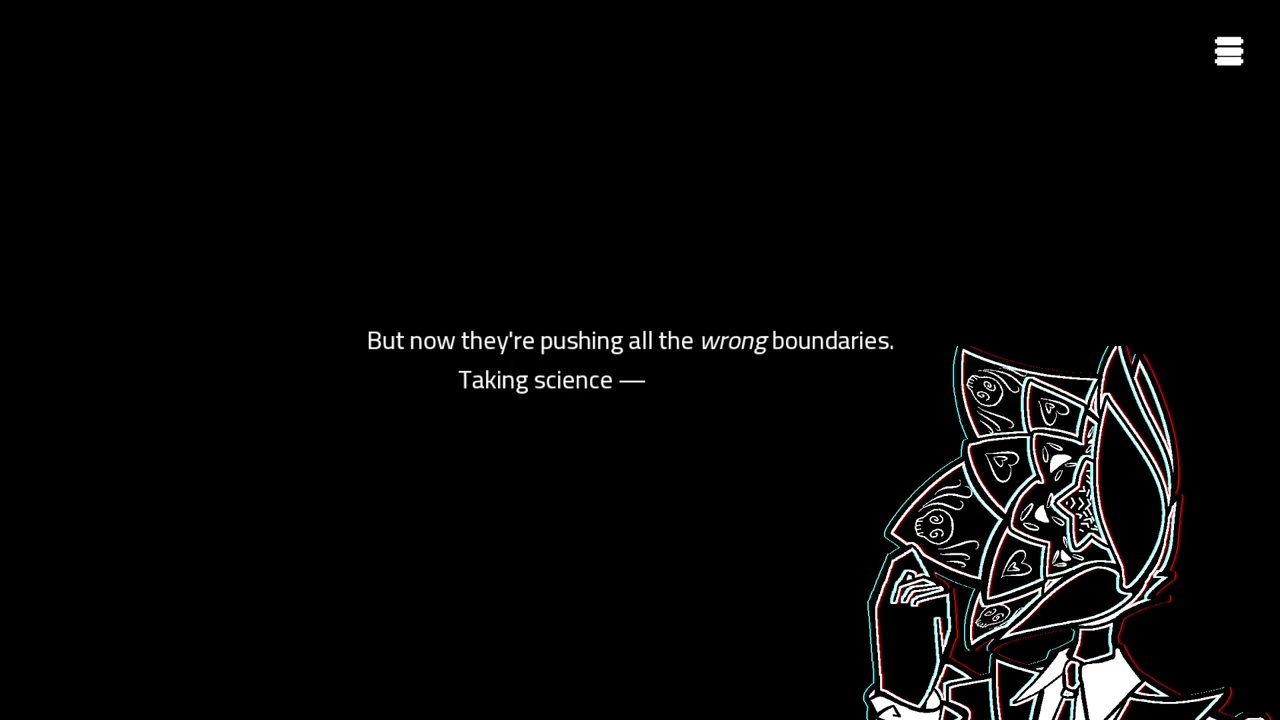 But now they're pushing all the wrong boundaries.
Taking science —